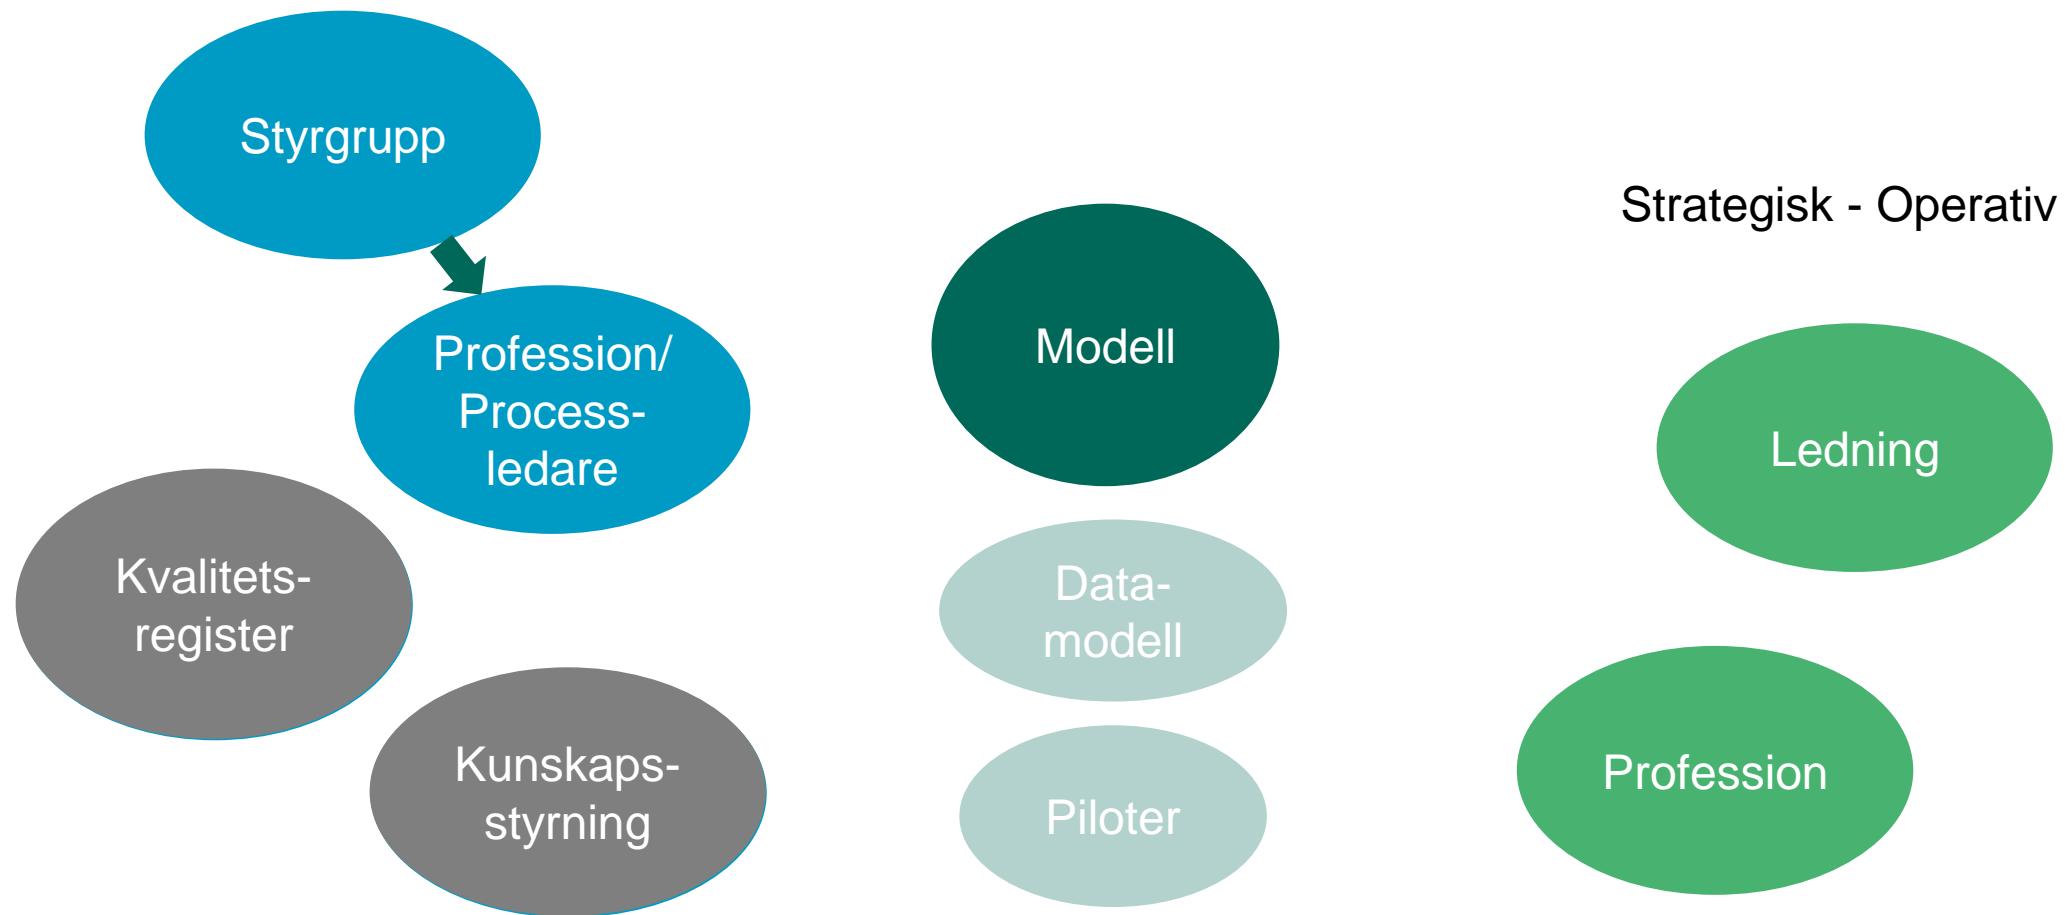 Styrgrupp
Profession/
Process-
ledare
Kvalitets-
register
Kunskaps-
styrning
Modell
Data-
modell
Piloter
Strategisk - Operativ
Ledning
Profession